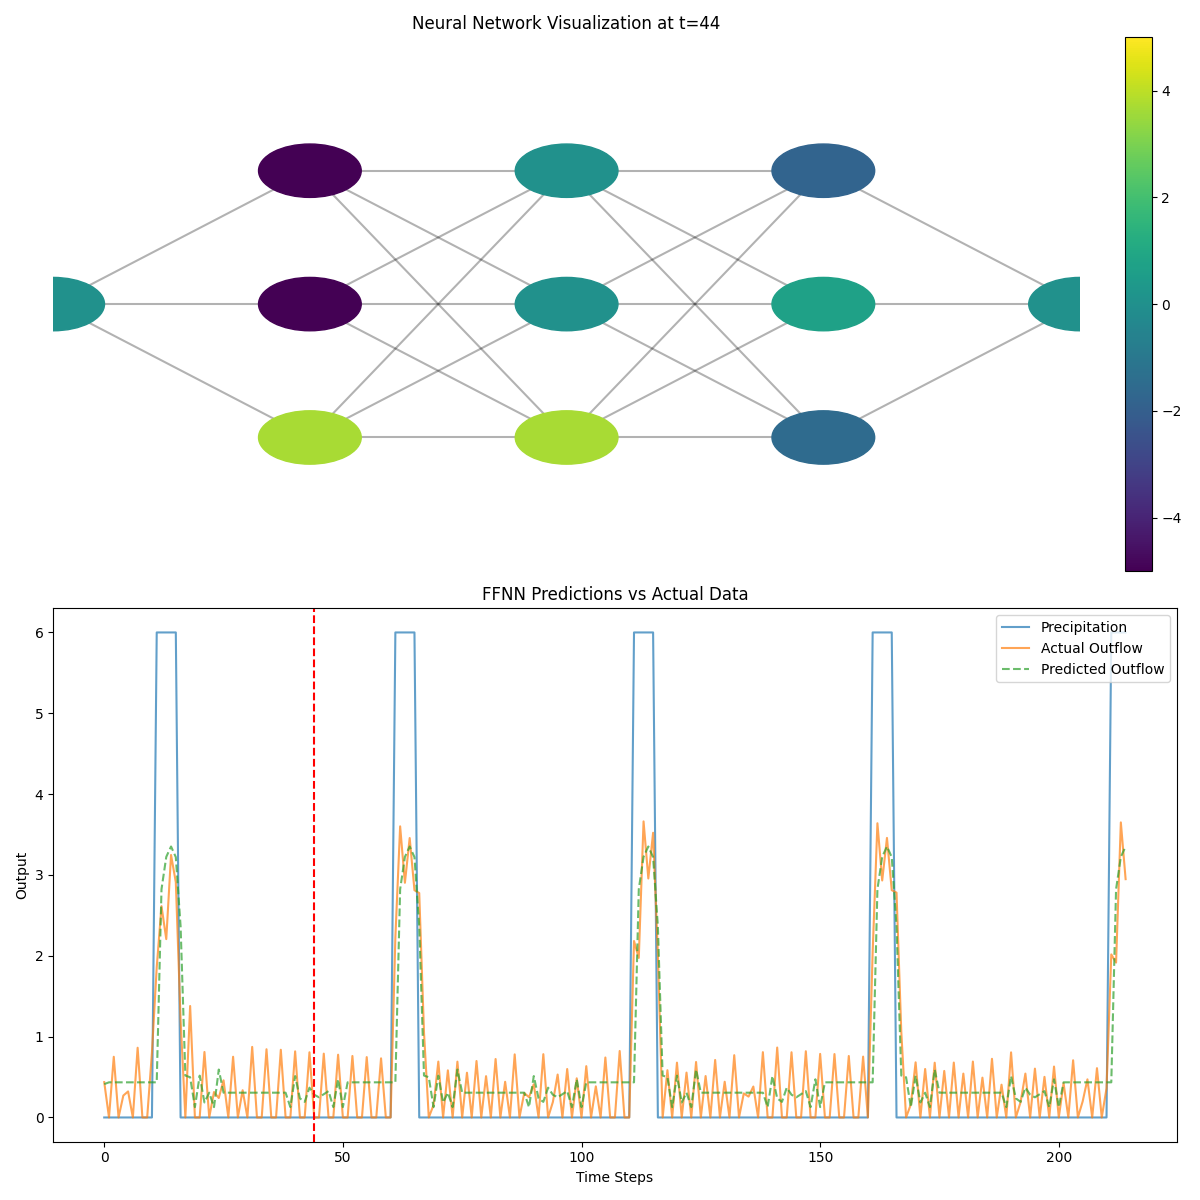 Neural Network Visualization at t=44
4
2
0
−2
−4
FFNN Predictions vs Actual Data
Precipitation
Actual Outflow
Predicted Outflow
6
5
4
3
2
1
0
Output
0 50 100 150 200
Time Steps